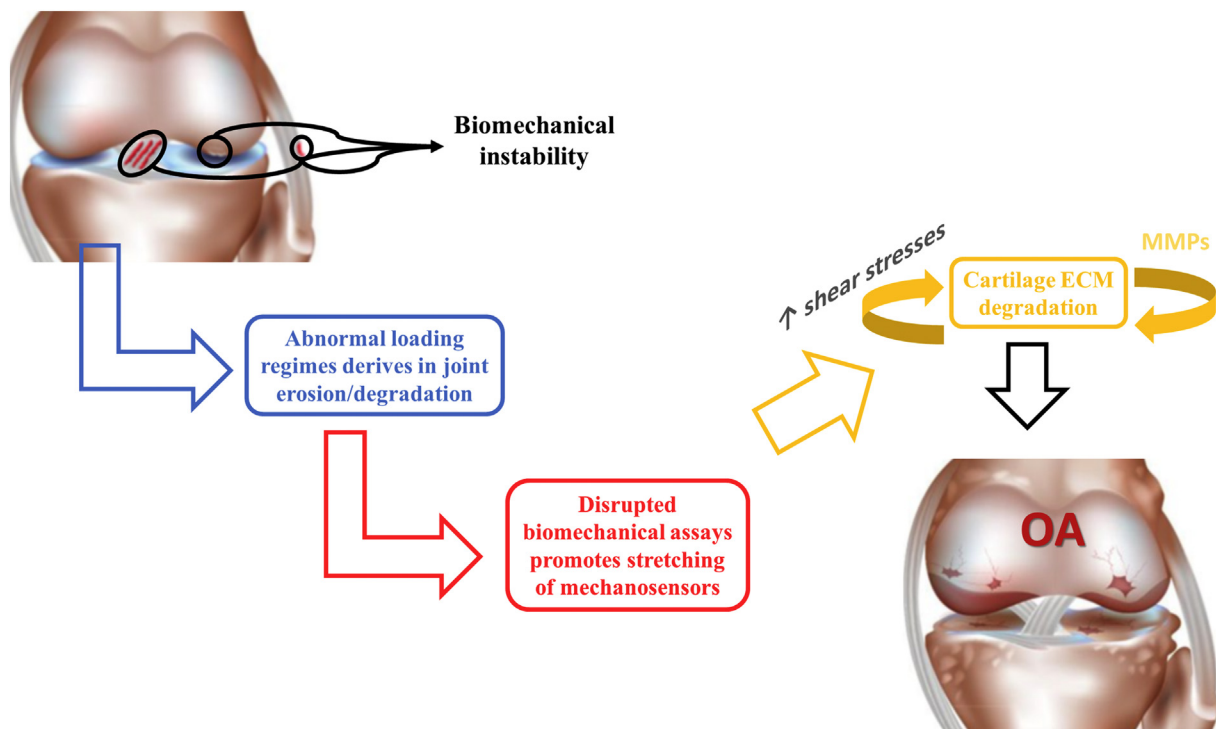 Biomechanical
instability
Abnormal loading
regimes derives in joint
erosion/degradation
Disrupted
biomechanical assays
promotes stretching
of mechanosensors
↑ shear stresses
MMPs
Cartilage ECM
degradation
OA